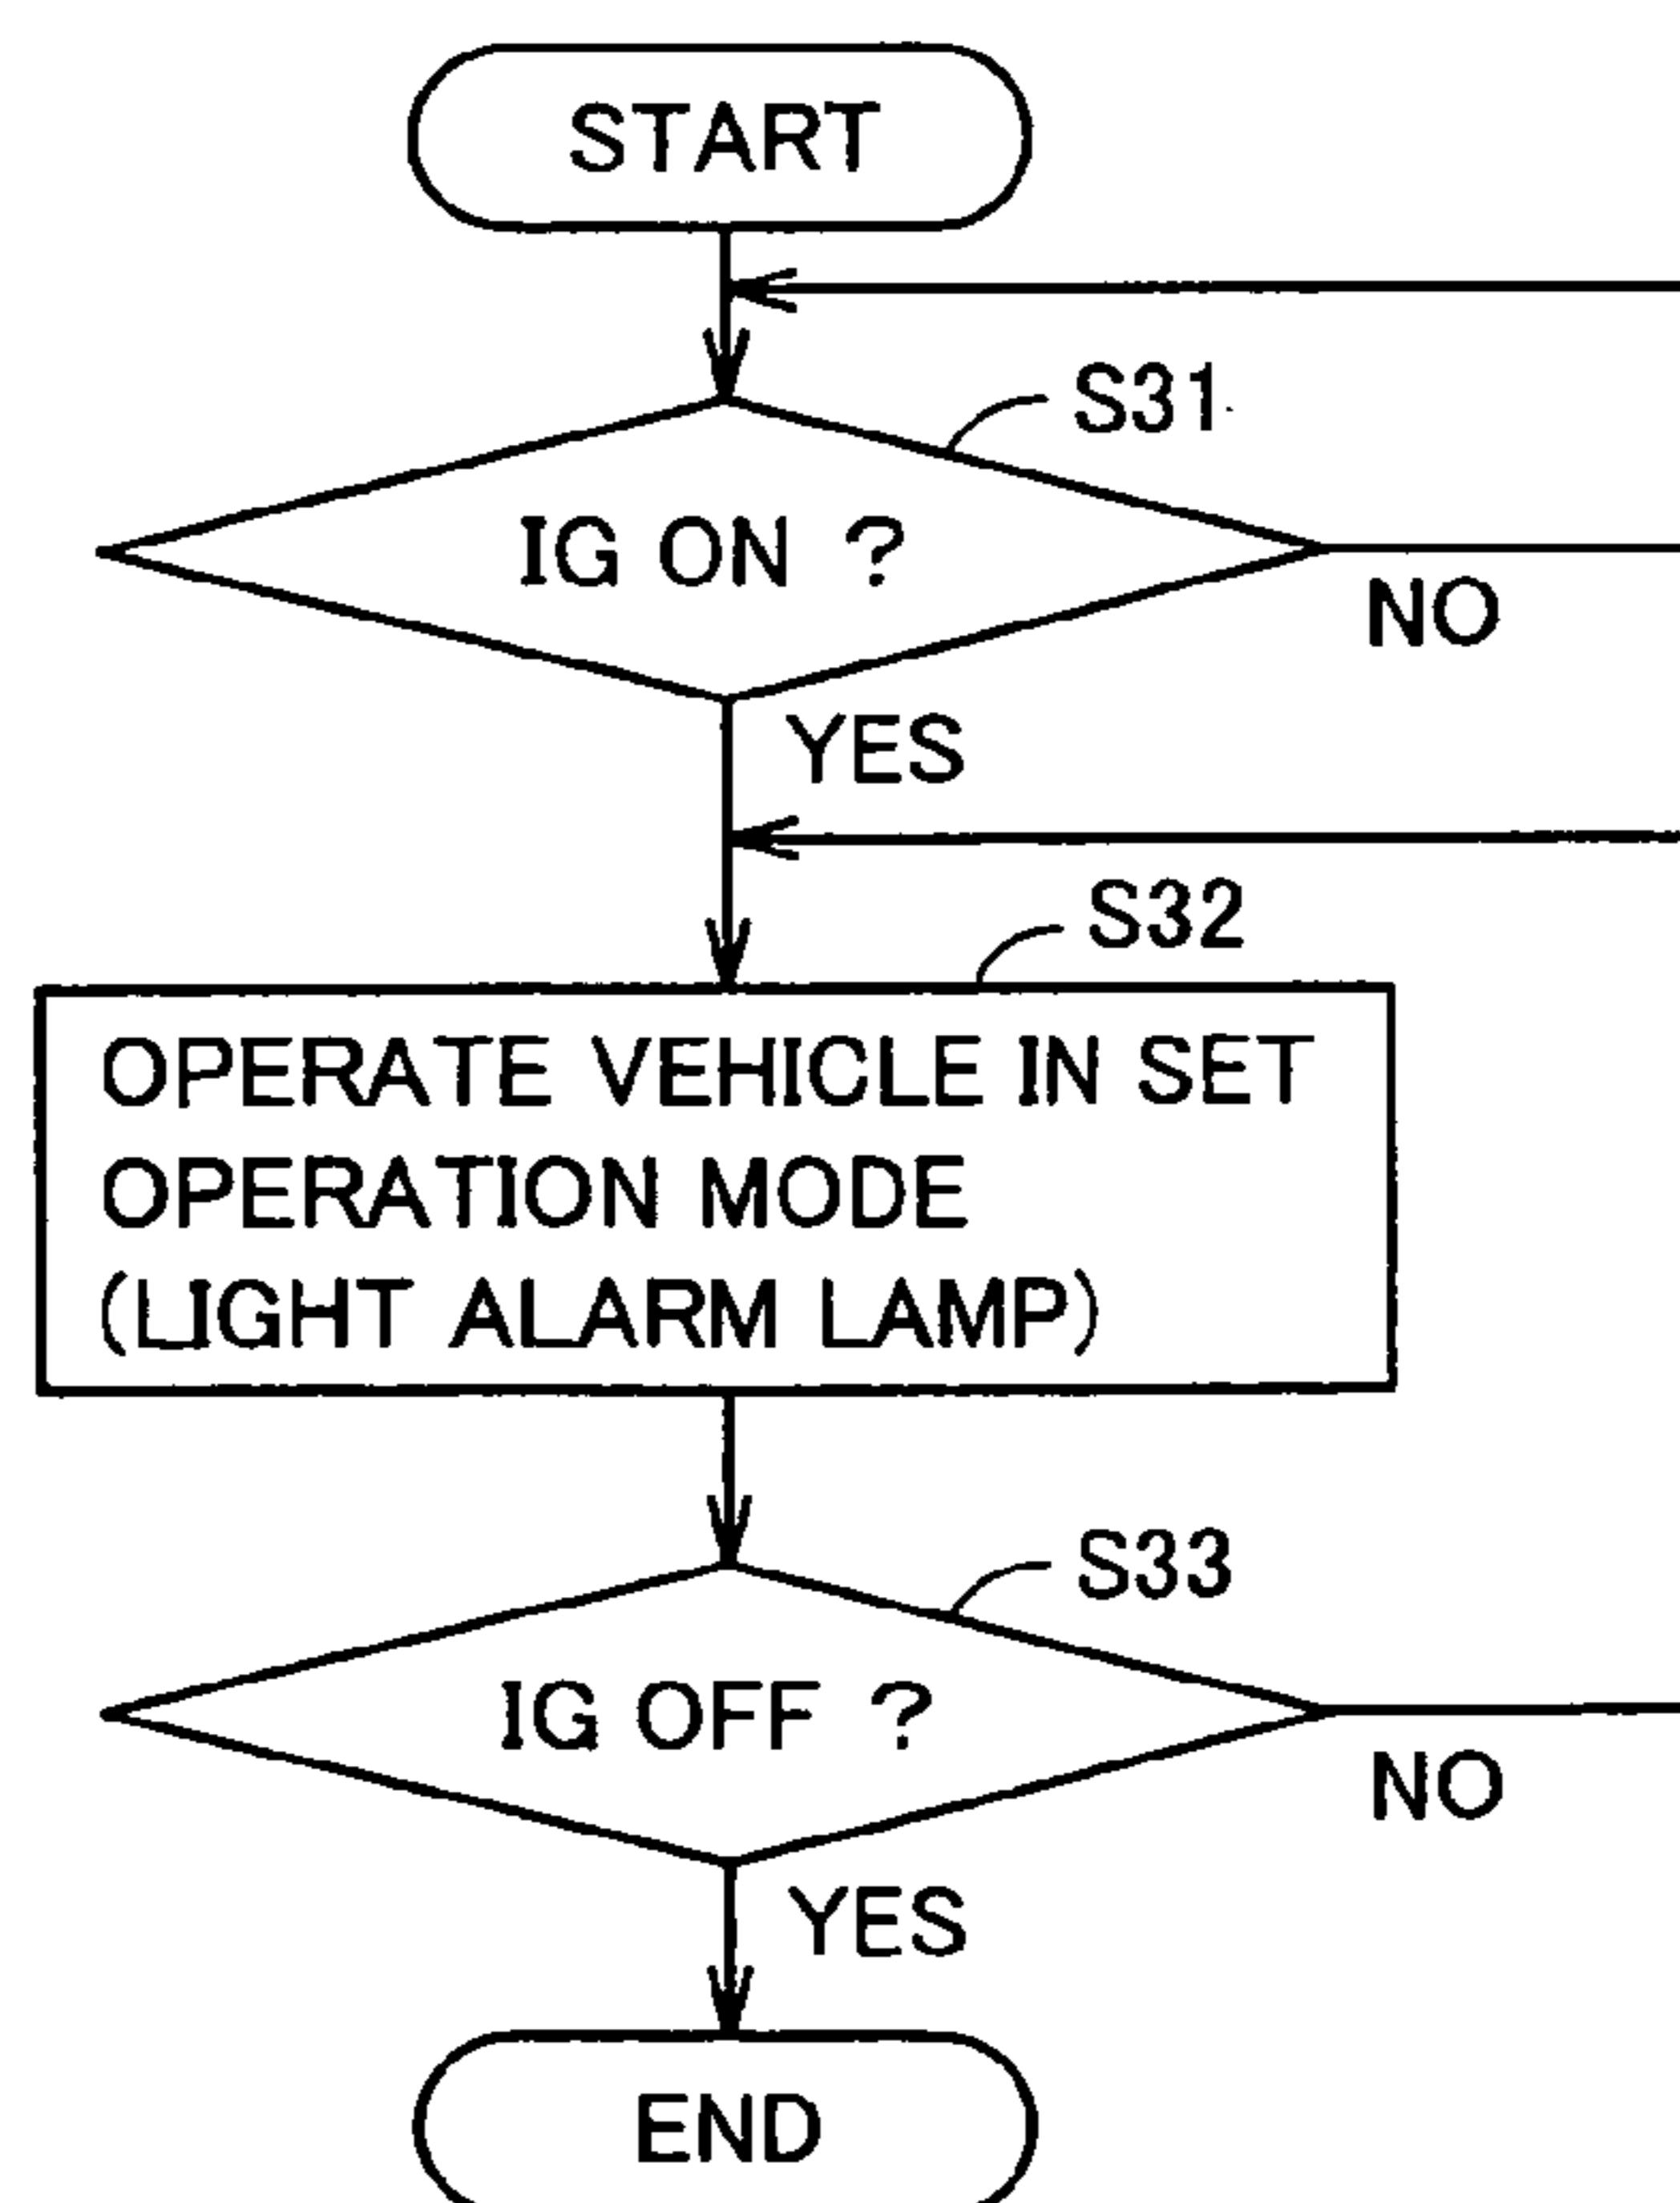 START
S31
IG ON ?
NO
YES
S32
OPERATE VEHICLE IN SET
OPERATION MODE
(LIGHT ALARM LAMP)
S33
IG OFF ?
NO
YES
END